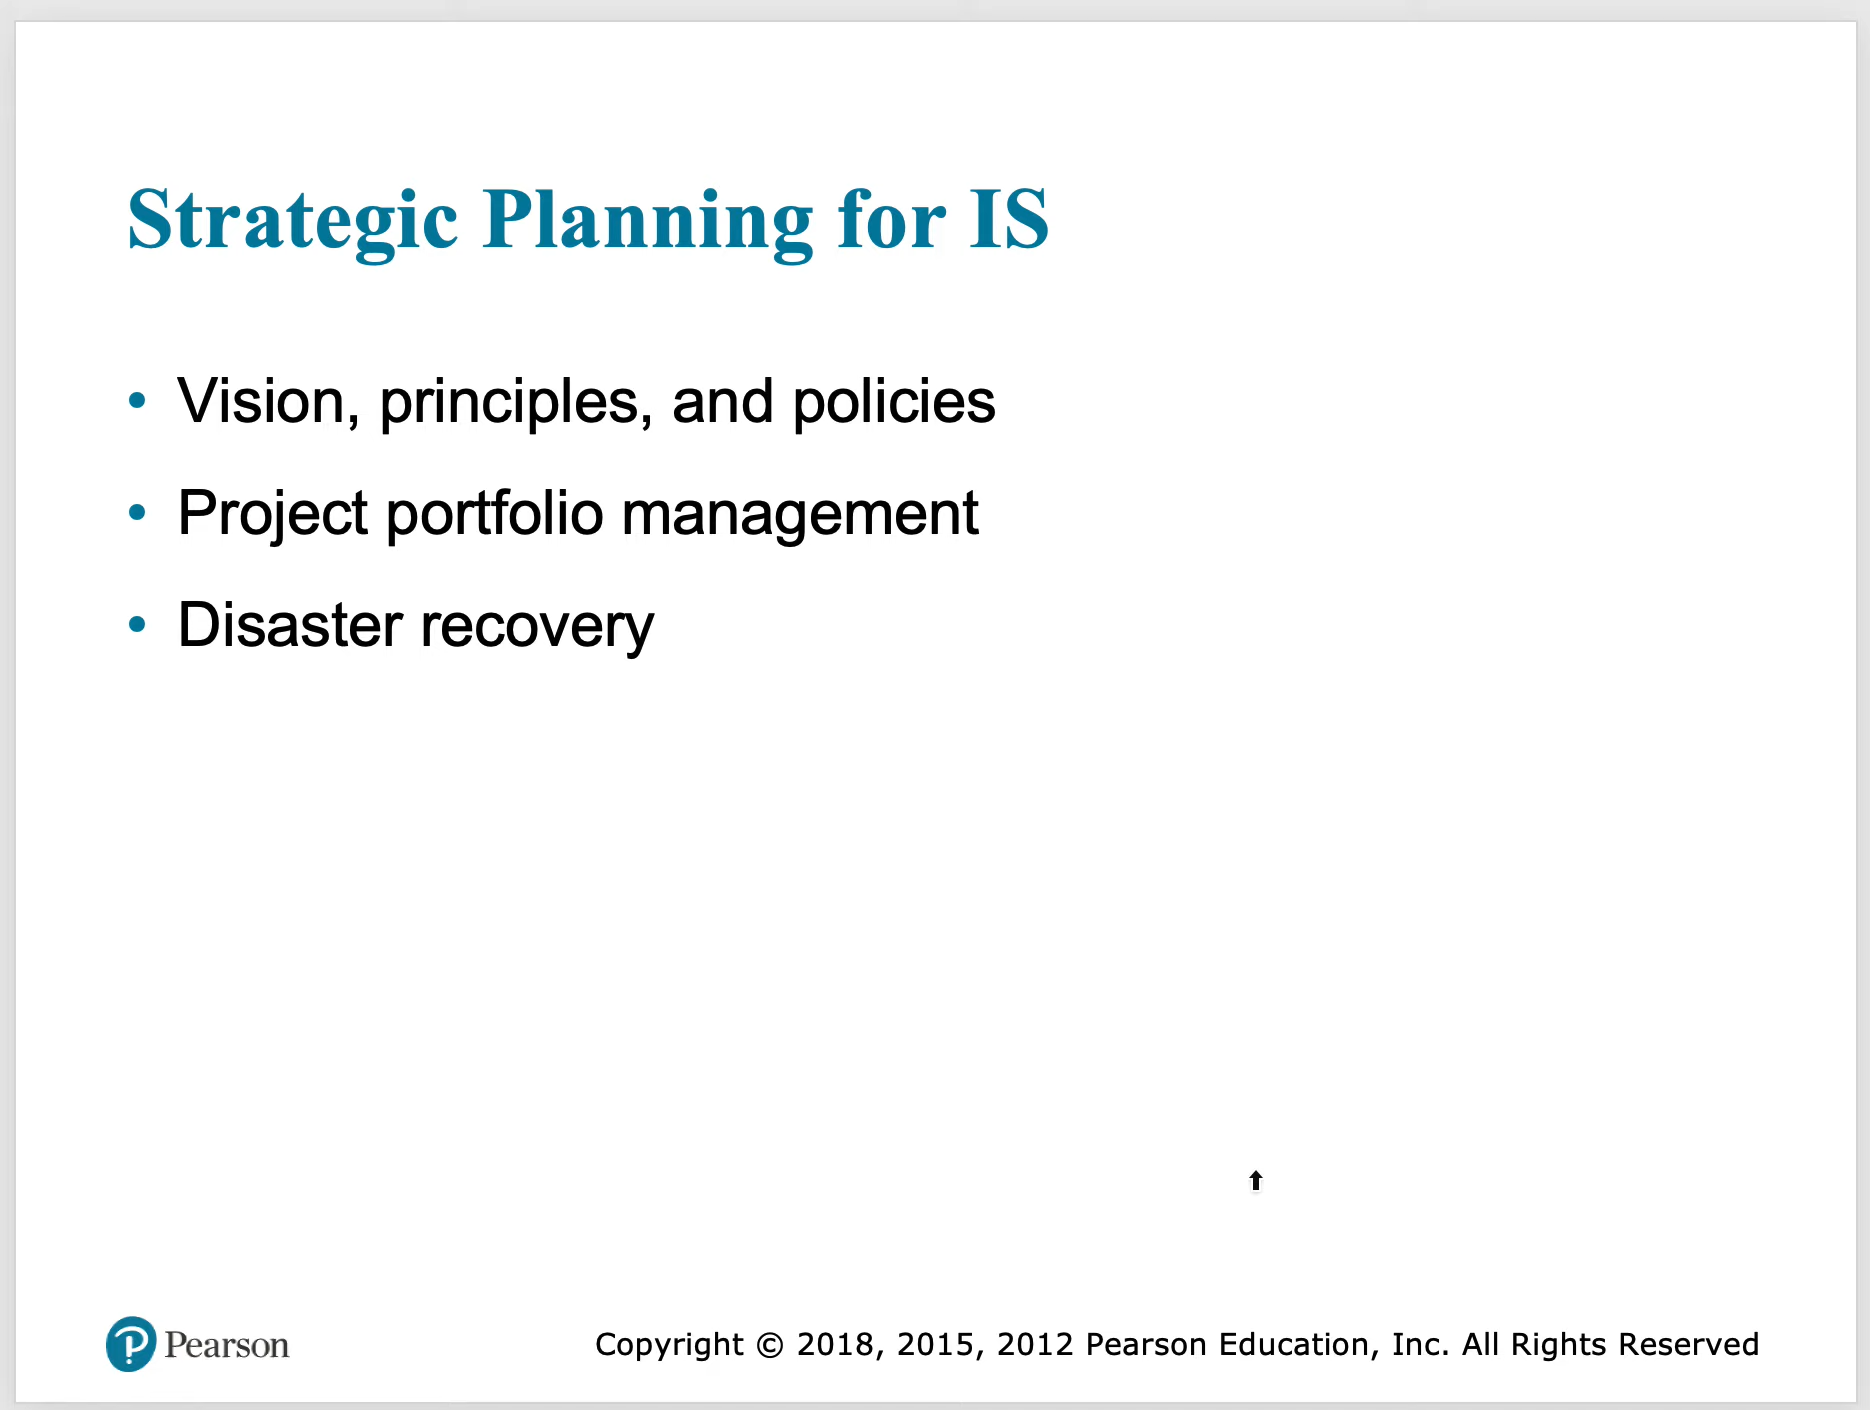 Strategic Planning for IS
• Vision, principles, and policies
• Project portfolio management
• Disaster recovery
Pearson
Copyright © 2018, 2015, 2012 Pearson Education, Inc. All Rights Reserved